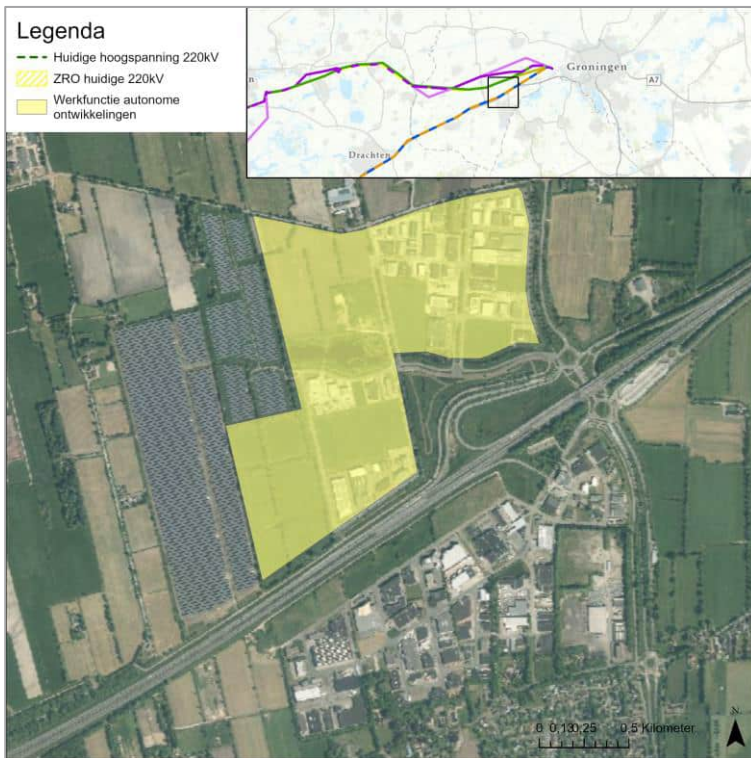 Legenda
Huidige hoogspanning 220kV
ZRO huidige 220kV
Werkfunctie autonome
ontwikkelingen
Groningen
A7
Drachten
N
0 0,130,25 0,5 Kilometer